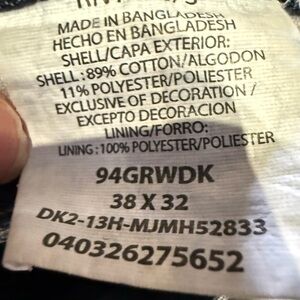 MADE IN BANGLADESH
HECHO EN BANGLADESH
SHELL/CAPA EXTERIOR:
SHELL: 89% COTTON/ALGODON
11% POLYESTER/POLIESTER
EXCLUSIVE OF DECORATION /
EXCEPTO DECORACION
LINING/FORRO:
LINING: 100% POLYESTER/POLIESTER
94GRWDK
38 X 32
DK2-13H-MJMH52833
040326275652